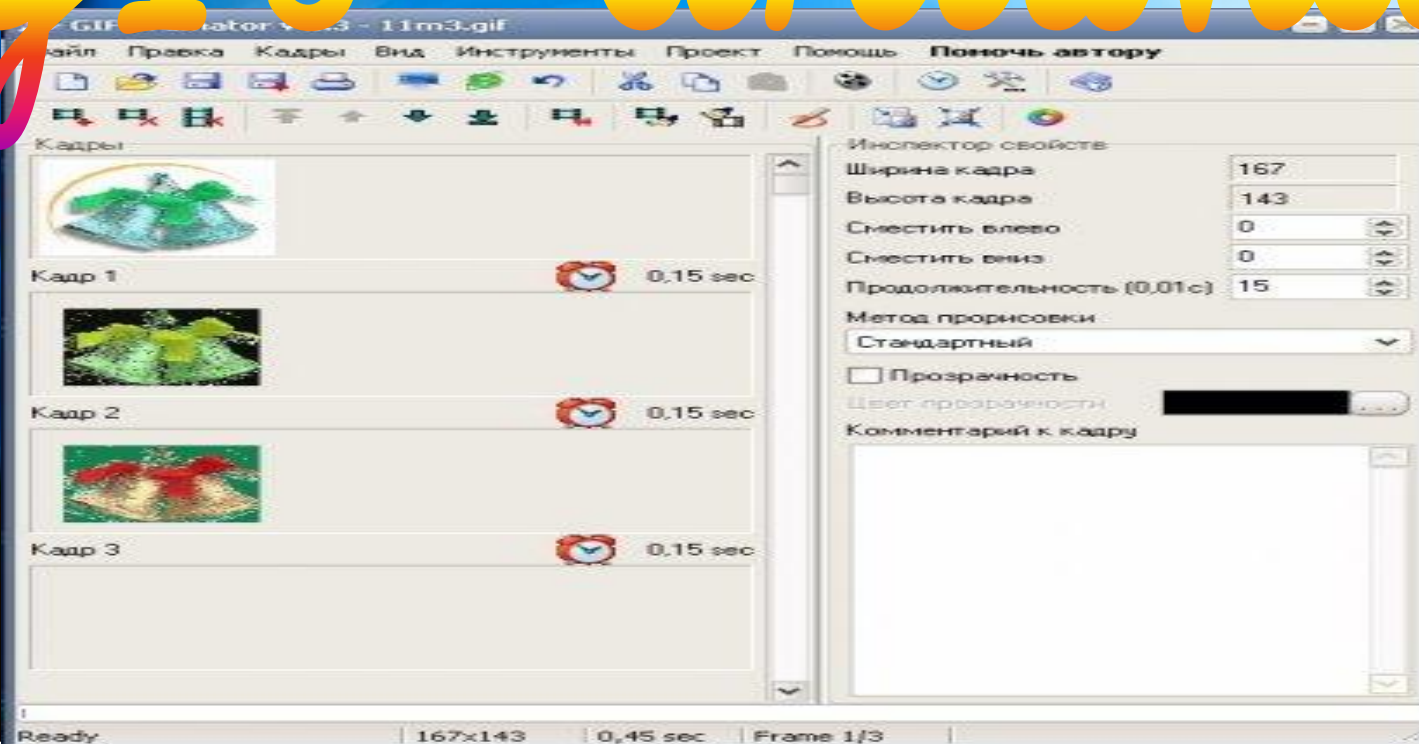 GIF - 11m3.gif
Правка Кадры Вид Инструменты Проект Помощь Помочь автору
Кадры
Инспектор свойств
Ширина кадра 167
Высота кадра 143
Сместить влево 0
Сместить вниз 0
Кадр 1 0,15 sec
Продолжительность (0,01с) 15
Метод прорисовки
Стандартный
Прозрачность
Цвет прозрачности ...
Кадр 2 0,15 sec
Комментарий к кадру
Кадр 3 0,15 sec
Ready 167x143 0,45 sec Frame 1/3